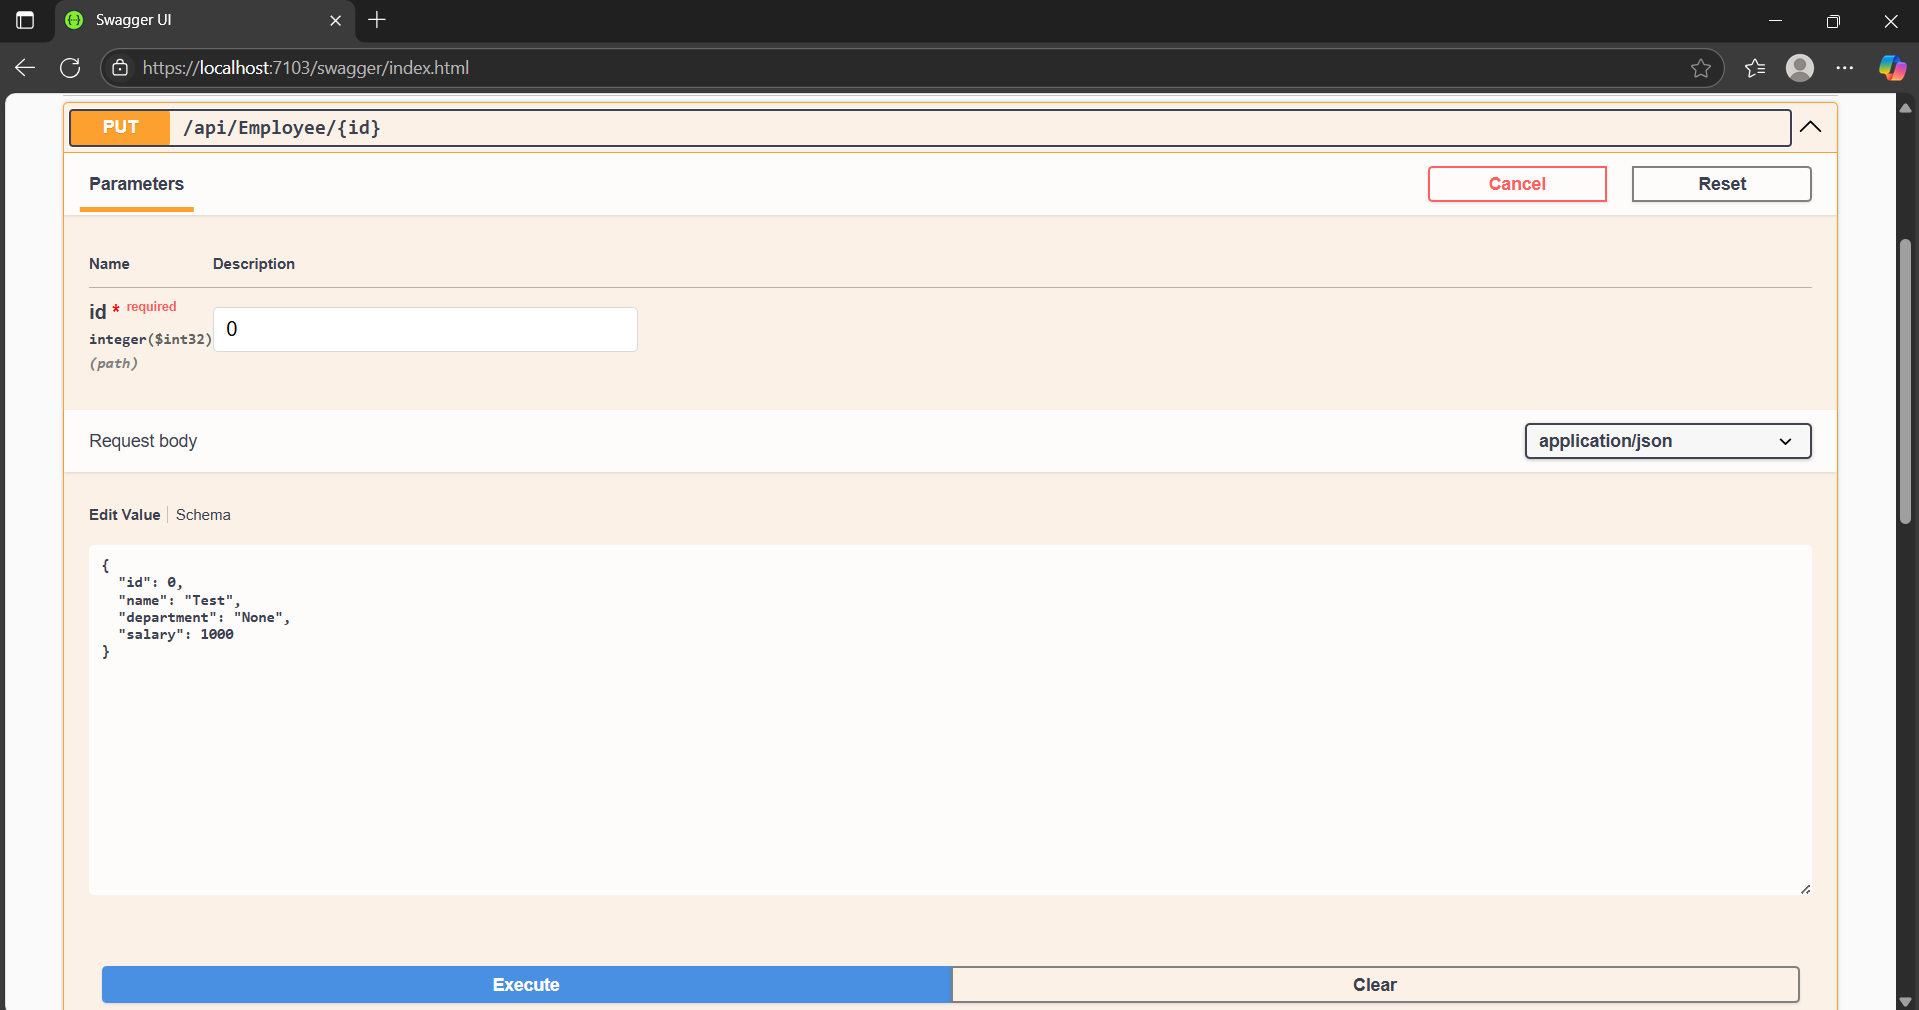 Swagger UI
https://localhost:7103/swagger/index.html
PUT /api/Employee/{id}
Parameters
Cancel
Reset
Name Description
id * required
integer($int32)
(path)
0
Request body
application/json
Edit Value Schema
{
  "id": 0,
  "name": "Test",
  "department": "None",
  "salary": 1000
}
Execute
Clear